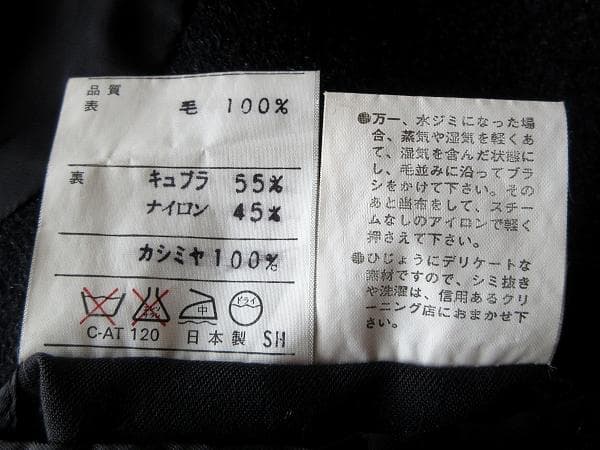 品質
表 毛 100%
裏 キュプラ 55%
ナイロン 45%
カシミヤ 100%
中 ドライ
C-AT 120 日本製 SH
●万一、水ジミになった場
合、蒸気や湿気を軽くあ
て、湿気を含んだ状態に
し、毛並みに沿ってブラ
シをかけて下さい。その
あと当布をして、スチー
ムなしのアイロンで軽く
押さえて下さい。
●ひじょうにデリケートな
素材ですので、シミ抜き
や洗濯は、信用あるクリ
ーニング店におまかせ下
さい。